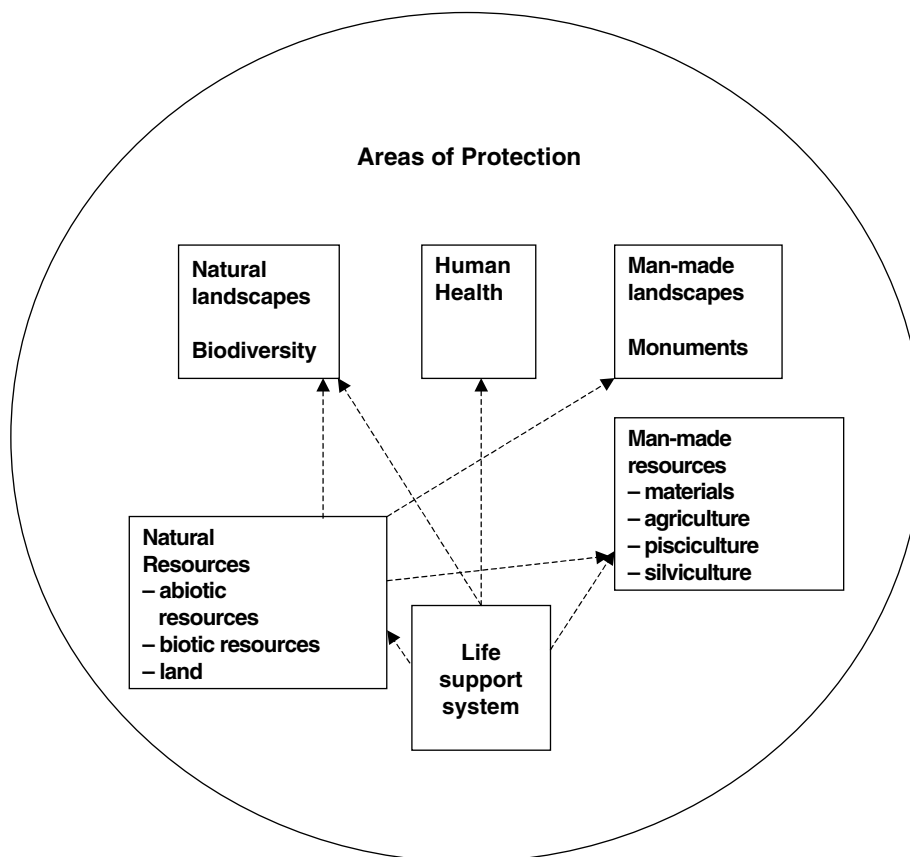 Areas of Protection
Natural
landscapes
Biodiversity
Human
Health
Man-made
landscapes
Monuments
Man-made
resources
– materials
– agriculture
– pisciculture
– silviculture
Natural
Resources
– abiotic
resources
– biotic resources
– land
Life
support
system